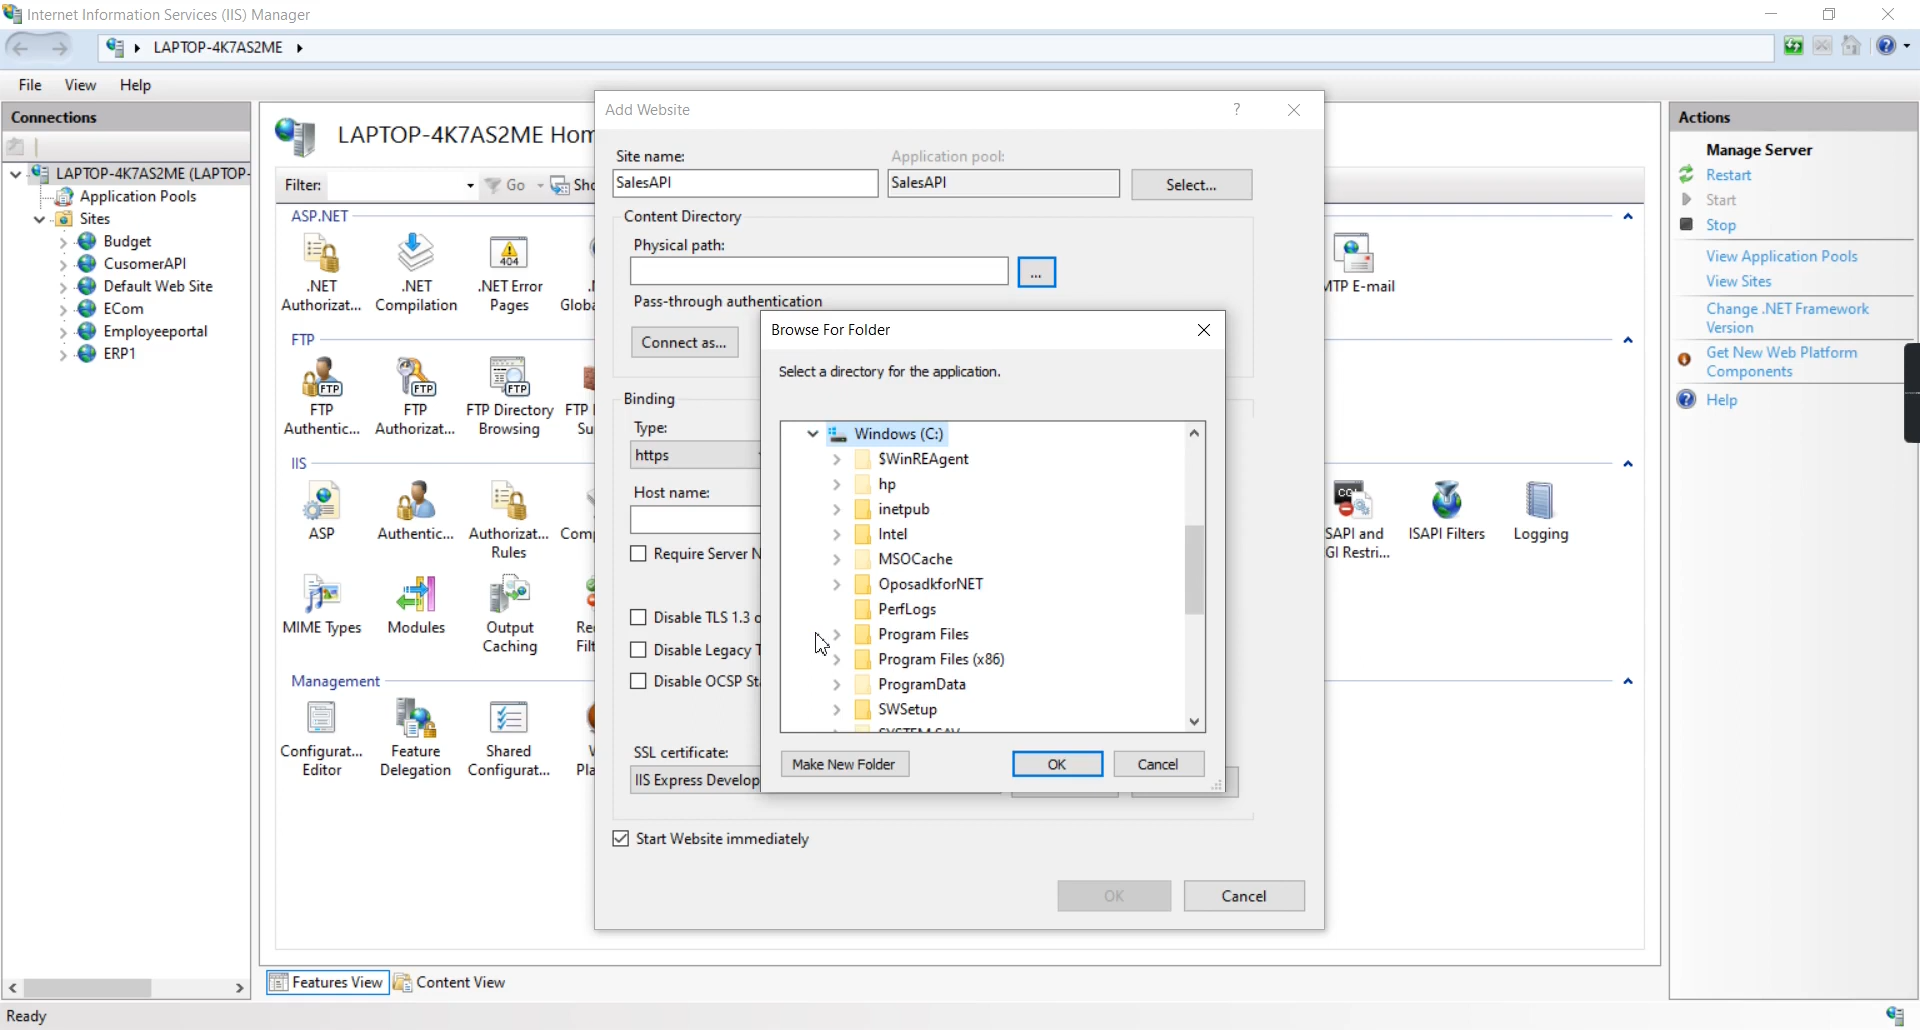 Internet Information Services (IIS) Manager
LAPTOP-4K7AS2ME
File View Help
Connections
LAPTOP-4K7AS2ME (LAPTOP-
Application Pools
Sites
Budget
CusomerAPI
Default Web Site
ECom
Employeeportal
ERP1
LAPTOP-4K7AS2ME Hom
Filter: Go Sho
ASP.NET
.NET Authorizat...
.NET Compilation
.NET Error Pages
404
MTP E-mail
FTP
FTP Authentic...
FTP Authorizat...
FTP Directory Browsing
IIS
ASP
Authentic...
Authorizat... Rules
ISAPI Filters
Logging
MIME Types
Modules
Output Caching
Management
Configurat... Editor
Feature Delegation
Shared Configurat...
Features View Content View
Ready
Add Website
?
Site name:
Application pool:
SalesAPI
SalesAPI
Select...
Content Directory
Physical path:
...
Pass-through authentication
Connect as...
Binding
Type:
https
Host name:
Require Server N
Disable TLS 1.3 o
Disable Legacy T
Disable OCSP St
SSL certificate:
IIS Express Develop
Start Website immediately
OK
Cancel
Browse For Folder
Select a directory for the application.
Windows (C:)
$WinREAgent
hp
inetpub
Intel
MSOCache
OposadkforNET
PerfLogs
Program Files
Program Files (x86)
ProgramData
SWSetup
Make New Folder
OK
Cancel
Actions
Manage Server
Restart
Start
Stop
View Application Pools
View Sites
Change .NET Framework
Version
Get New Web Platform
Components
Help